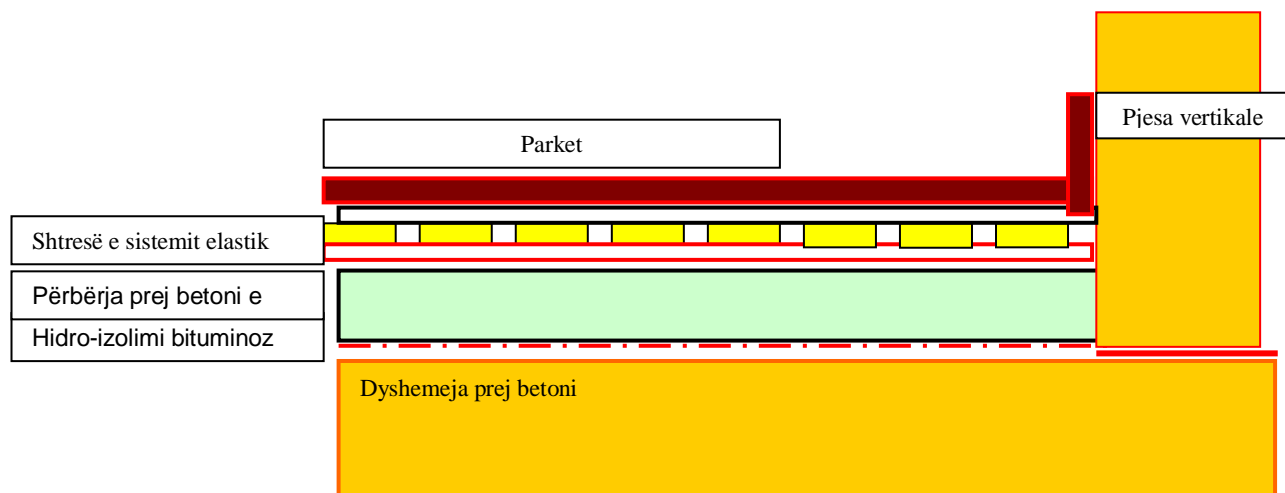 Pjesa vertikale
Parket
Shtresë e sistemit elastik
Përbërja prej betoni e
Hidro-izolimi bituminoz
Dyshemeja prej betoni